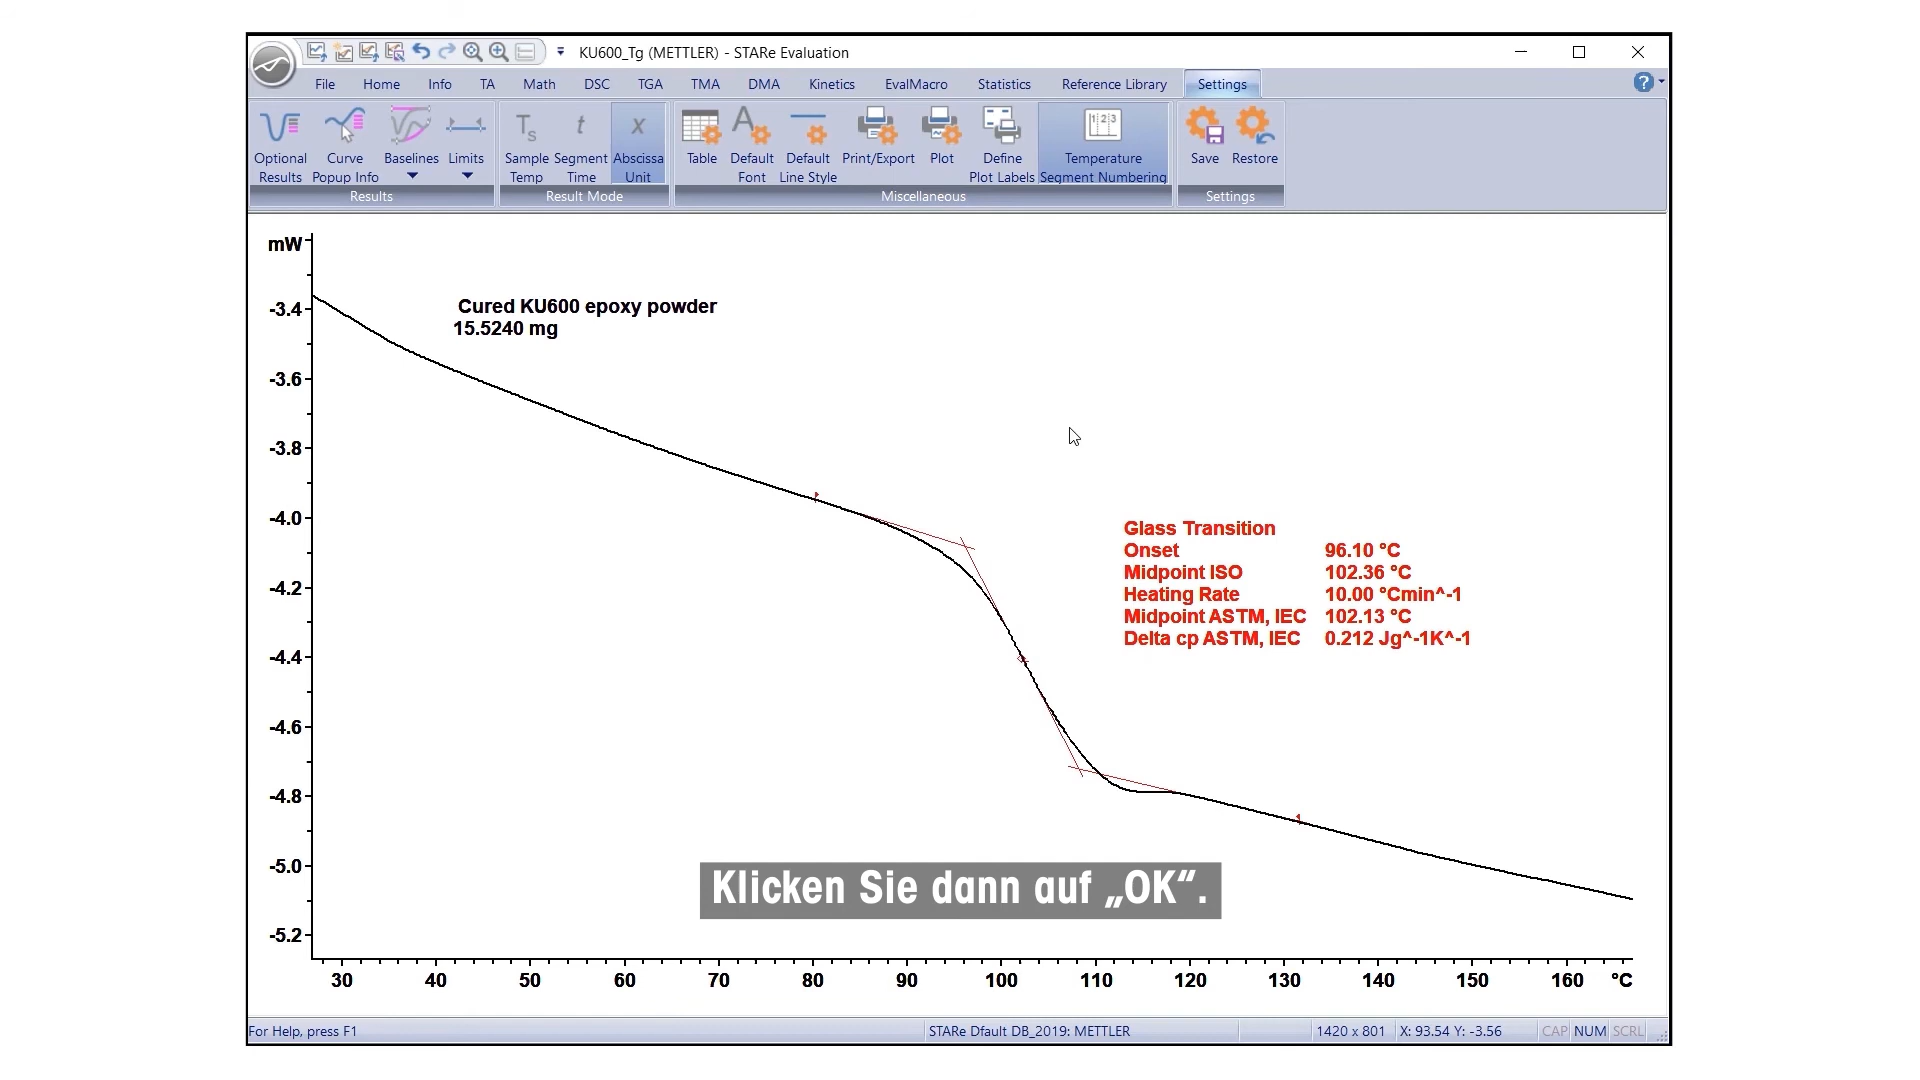 KU600_Tg (METTLER) - STARe Evaluation
File Home Info TA Math DSC TGA TMA DMA Kinetics EvalMacro Statistics Reference Library Settings
Optional Results
Curve Popup Info
Baselines
Limits
Ts Sample Temp
t Segment Time
x Abscissa Unit
Table
Default Font
Default Line Style
Print/Export
Plot
Define Plot Labels
Temperature Segment Numbering
Save
Restore
Results Result Mode Miscellaneous Settings
mW
Cured KU600 epoxy powder
15.5240 mg
-3.4
-3.6
-3.8
-4.0
-4.2
-4.4
-4.6
-4.8
-5.0
-5.2
Glass Transition
Onset 96.10 °C
Midpoint ISO 102.36 °C
Heating Rate 10.00 °Cmin^-1
Midpoint ASTM, IEC 102.13 °C
Delta cp ASTM, IEC 0.212 Jg^-1K^-1
Klicken Sie dann auf „OK“.
30 40 50 60 70 80 90 100 110 120 130 140 150 160 °C
For Help, press F1 STARe Dfault DB_2019: METTLER 1420 x 801 X: 93.54 Y: -3.56 CAP NUM SCRL